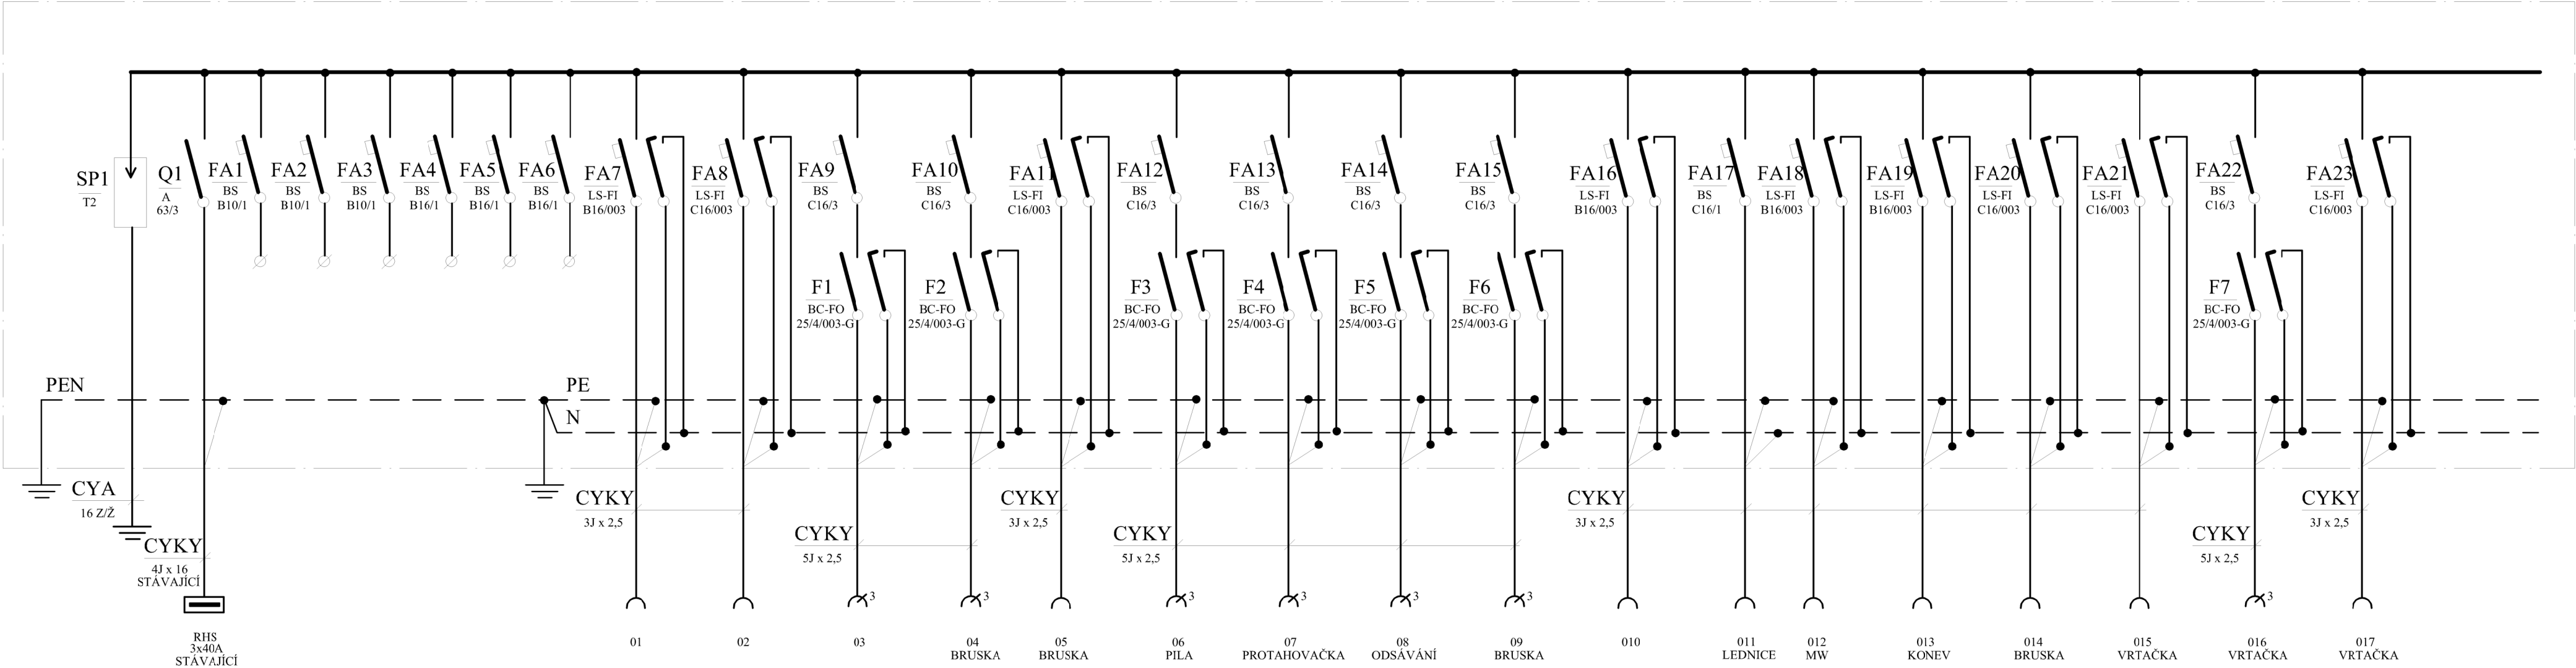 SP1
T2
Q1
A
63/3
FA1
BS
B10/1
FA2
BS
B10/1
FA3
BS
B10/1
FA4
BS
B16/1
FA5
BS
B16/1
FA6
BS
B16/1
FA7
LS-FI
B16/003
FA8
LS-FI
C16/003
FA9
BS
C16/3
FA10
BS
C16/3
FA11
LS-FI
C16/003
FA12
BS
C16/3
FA13
BS
C16/3
FA14
BS
C16/3
FA15
BS
C16/3
FA16
LS-FI
B16/003
FA17
BS
C16/1
FA18
LS-FI
B16/003
FA19
LS-FI
B16/003
FA20
LS-FI
C16/003
FA21
LS-FI
C16/003
FA22
BS
C16/3
FA23
LS-FI
C16/003
F1
BC-FO
25/4/003-G
F2
BC-FO
25/4/003-G
F3
BC-FO
25/4/003-G
F4
BC-FO
25/4/003-G
F5
BC-FO
25/4/003-G
F6
BC-FO
25/4/003-G
F7
BC-FO
25/4/003-G
PEN
PE
N
CYA
16 Z/Ž
CYKY
4J x 16
STÁVAJÍCÍ
CYKY
3J x 2,5
CYKY
5J x 2,5
CYKY
3J x 2,5
CYKY
5J x 2,5
CYKY
3J x 2,5
CYKY
5J x 2,5
CYKY
3J x 2,5
3
3
3
3
3
3
3
RHS
3x40A
STÁVAJÍCÍ
01
02
03
04
BRUSKA
05
BRUSKA
06
PILA
07
PROTAHOVAČKA
08
ODSÁVÁNÍ
09
BRUSKA
010
011
LEDNICE
012
MW
013
KONEV
014
BRUSKA
015
VRTAČKA
016
VRTAČKA
017
VRTAČKA